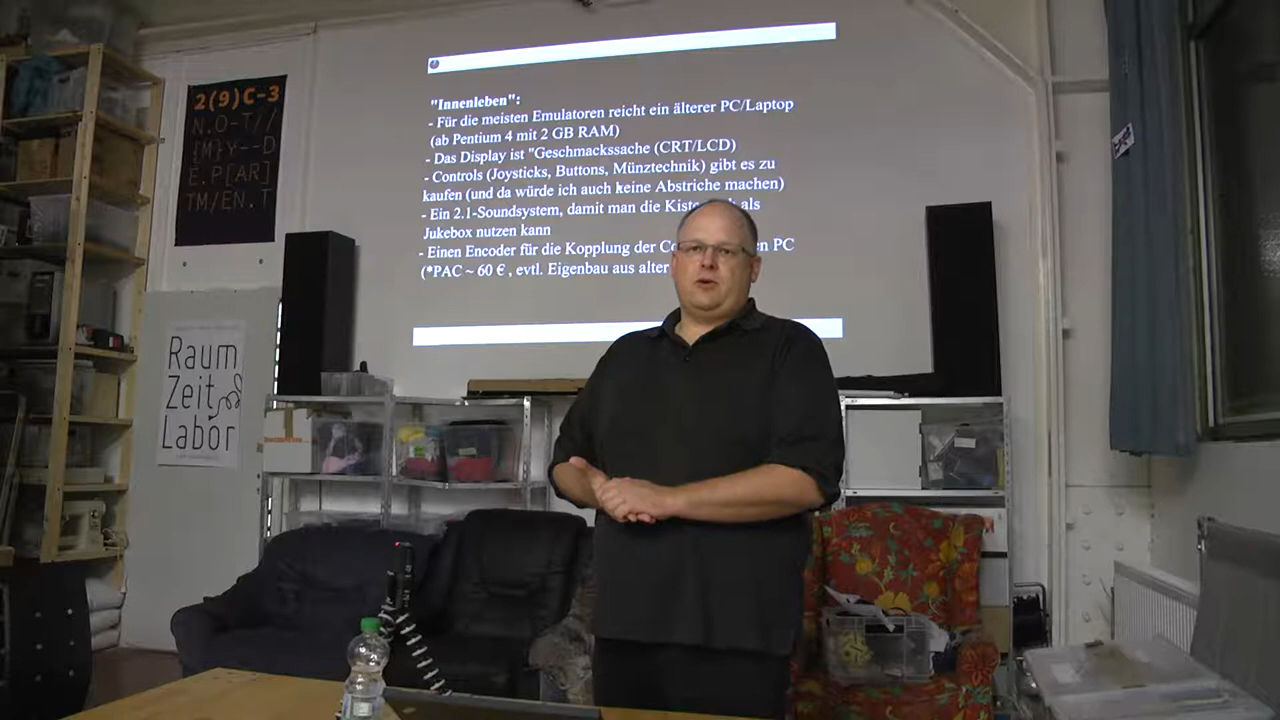 2(9)C-3
N.O-T//
{M}Y--D
E.P[AR]
TM/EN.T
Raum
Zeit
Labor
"Innenleben":
- Für die meisten Emulatoren reicht ein älterer PC/Laptop
(ab Pentium 4 mit 2 GB RAM)
- Das Display ist "Geschmackssache (CRT/LCD)
- Controls (Joysticks, Buttons, Münztechnik) gibt es zu
kaufen (und da würde ich auch keine Abstriche machen)
- Ein 2.1-Soundsystem, damit man die Kiste als
Jukebox nutzen kann
- Einen Encoder für die Kopplung der PC
(*PAC ~ 60 €, evtl. Eigenbau aus alter